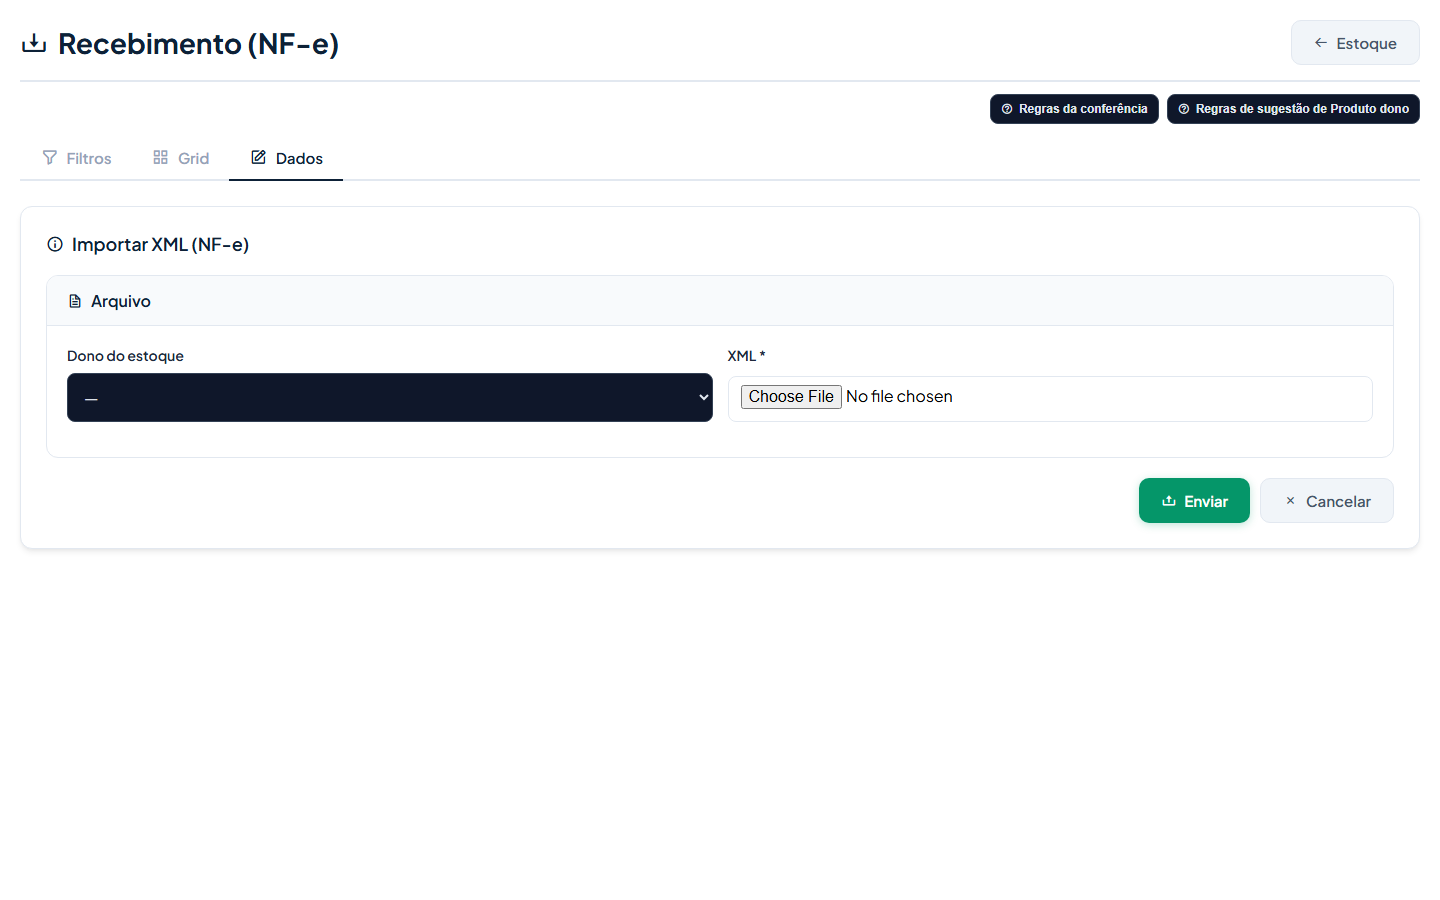 Recebimento (NF-e)
← Estoque
Regras da conferência
Regras de sugestão de Produto dono
Filtros
Grid
Dados
Importar XML (NF-e)
Arquivo
Dono do estoque
XML *
—
Choose File No file chosen
Enviar
× Cancelar